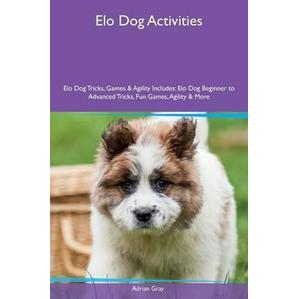 Elo Dog Activities
Elo Dog Tricks, Games & Agility Includes: Elo Dog Beginner to
Advanced Tricks, Fun Games, Agility & More
Adrian Gray